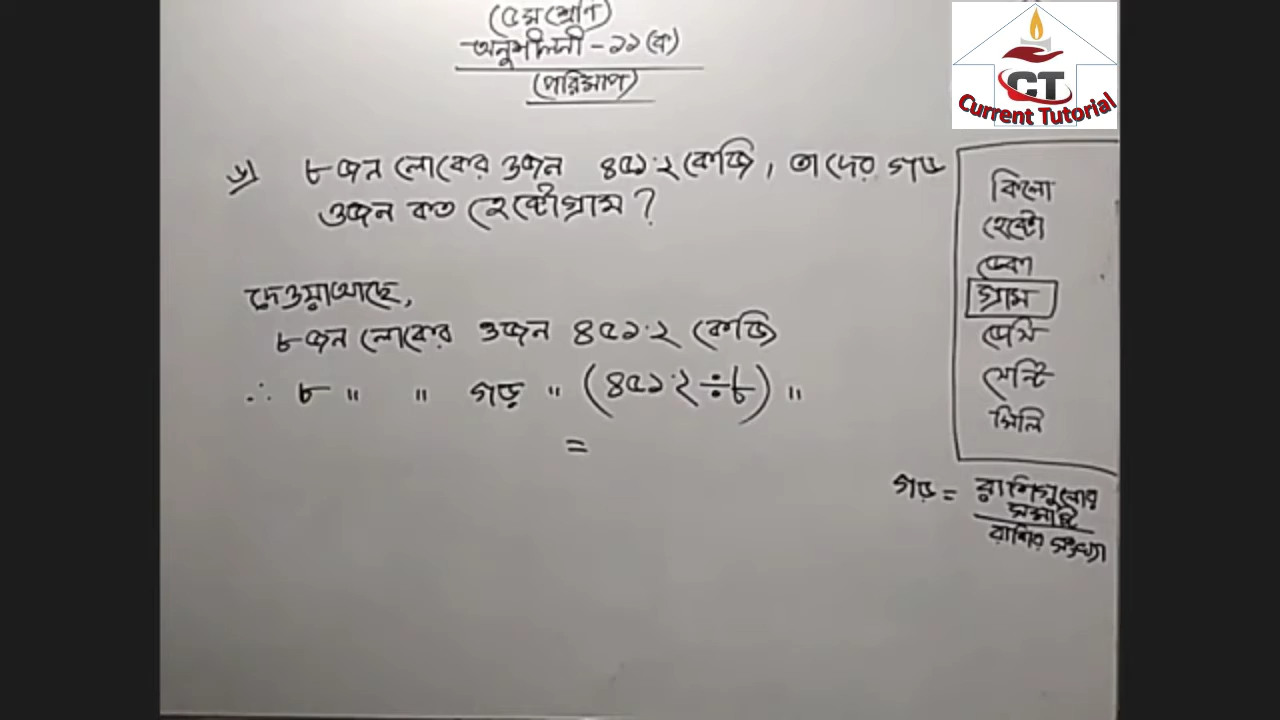 (৫ম শ্রেণি)
অনুশীলনী - ১১(ক)
(পরিমাপ)
CT
Current Tutorial
৮ জন লোকের ওজন ৪৫১.২ কেজি, তাদের গড়
ওজন কত হেক্টোগ্রাম?
দেওয়া আছে,
৮ জন লোকের ওজন ৪৫১.২ কেজি
∴ ৮ " " গড় " (৪৫১.২ ÷ ৮) "
=
কিলো
হেক্টো
ডেকা
গ্রাম
ডেসি
সেন্টি
মিলি
গড় = রাশিগুলোর
সমষ্টি
রাশির সংখ্যা